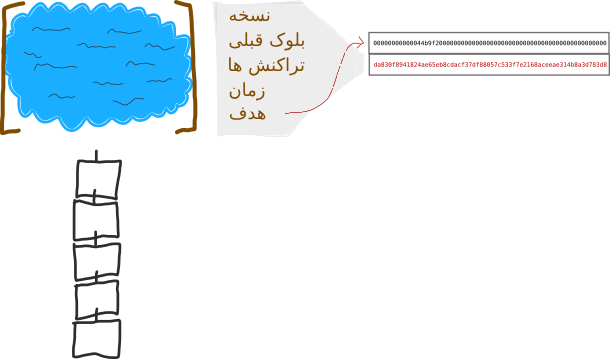 نسخه
بلوک قبلی
تراکنش ها
زمان
هدف
00000000000044b9f20000000000000000000000000000000000000000000000
da830f8941824ae65eb8cdacf37df88057c533f7e2168aceeae314b8a3d783d8